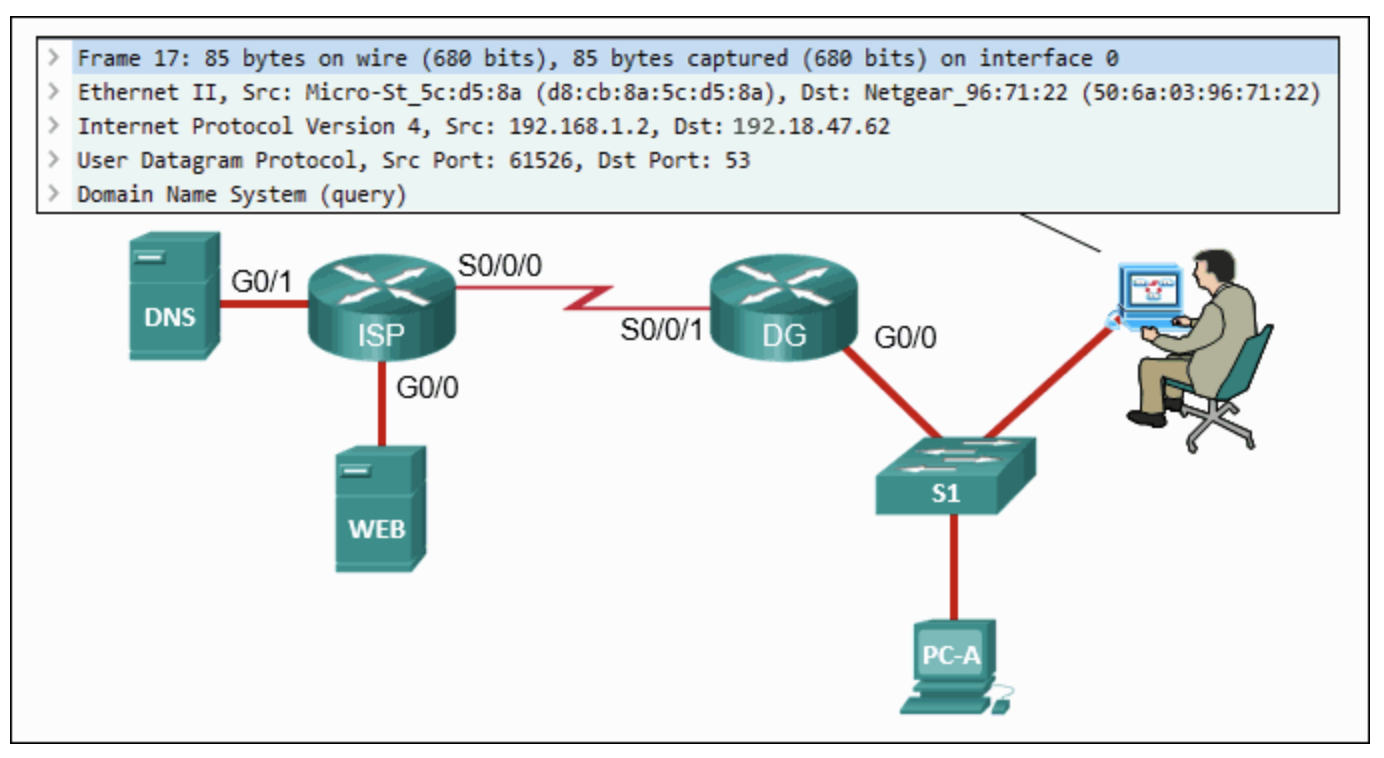 > Frame 17: 85 bytes on wire (680 bits), 85 bytes captured (680 bits) on interface 0
> Ethernet II, Src: Micro-St_5c:d5:8a (d8:cb:8a:5c:d5:8a), Dst: Netgear_96:71:22 (50:6a:03:96:71:22)
> Internet Protocol Version 4, Src: 192.168.1.2, Dst: 192.18.47.62
> User Datagram Protocol, Src Port: 61526, Dst Port: 53
> Domain Name System (query)
DNS
G0/1
ISP
S0/0/0
S0/0/1
DG
G0/0
G0/0
WEB
S1
PC-A